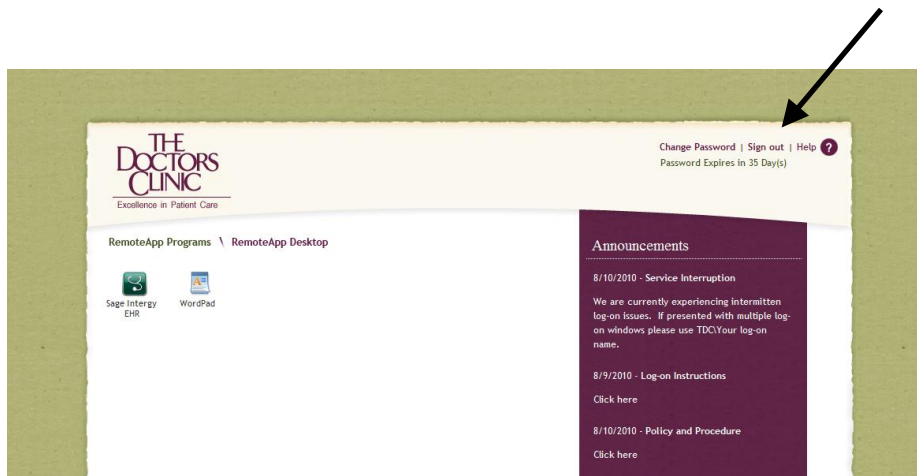 THE
DOCTORS
CLINIC
Excellence in Patient Care
Change Password | Sign out | Help ?
Password Expires in 35 Day(s)
RemoteApp Programs \ RemoteApp Desktop
Sage Intergy
EHR
WordPad
Announcements
8/10/2010 - Service Interruption
We are currently experiencing intermitten
log-on issues. If presented with multiple log-
on windows please use TDC\Your log-on
name.
8/9/2010 - Log-on Instructions
Click here
8/10/2010 - Policy and Procedure
Click here